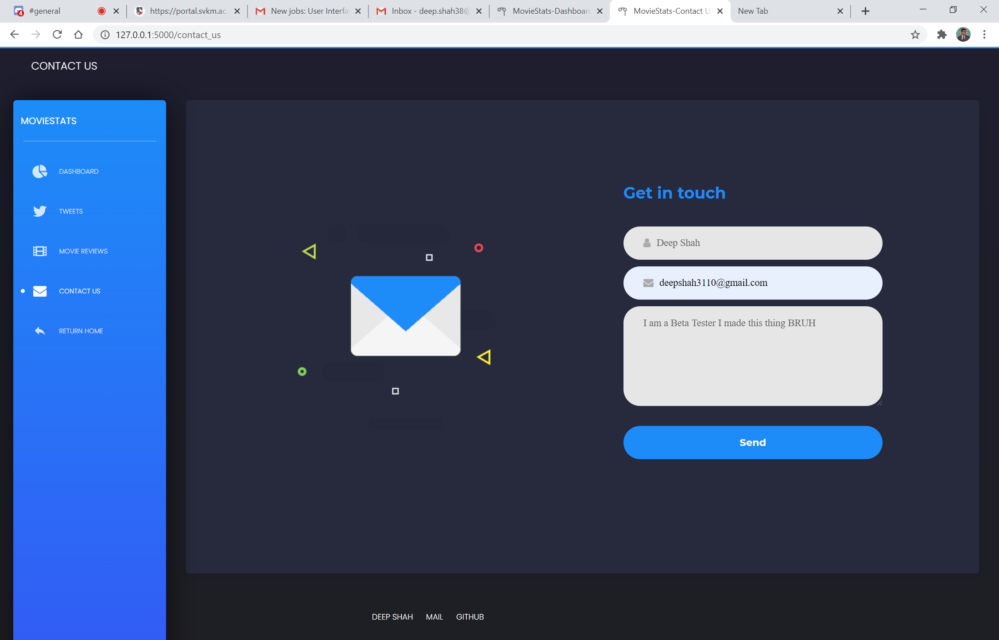 4
#general
https://portal.svkm.ac.
New jobs: User Interfa
Inbox - deep.shah38@
MovieStats-Dashboard
MovieStats-Contact U
New Tab
127.0.0.1:5000/contact_us
CONTACT US
MOVIESTATS
DASHBOARD
TWEETS
MOVIE REVIEWS
CONTACT US
RETURN HOME
Get in touch
Deep Shah
deepshah3110@gmail.com
I am a Beta Tester I made this thing BRUH
Send
DEEP SHAH MAIL GITHUB